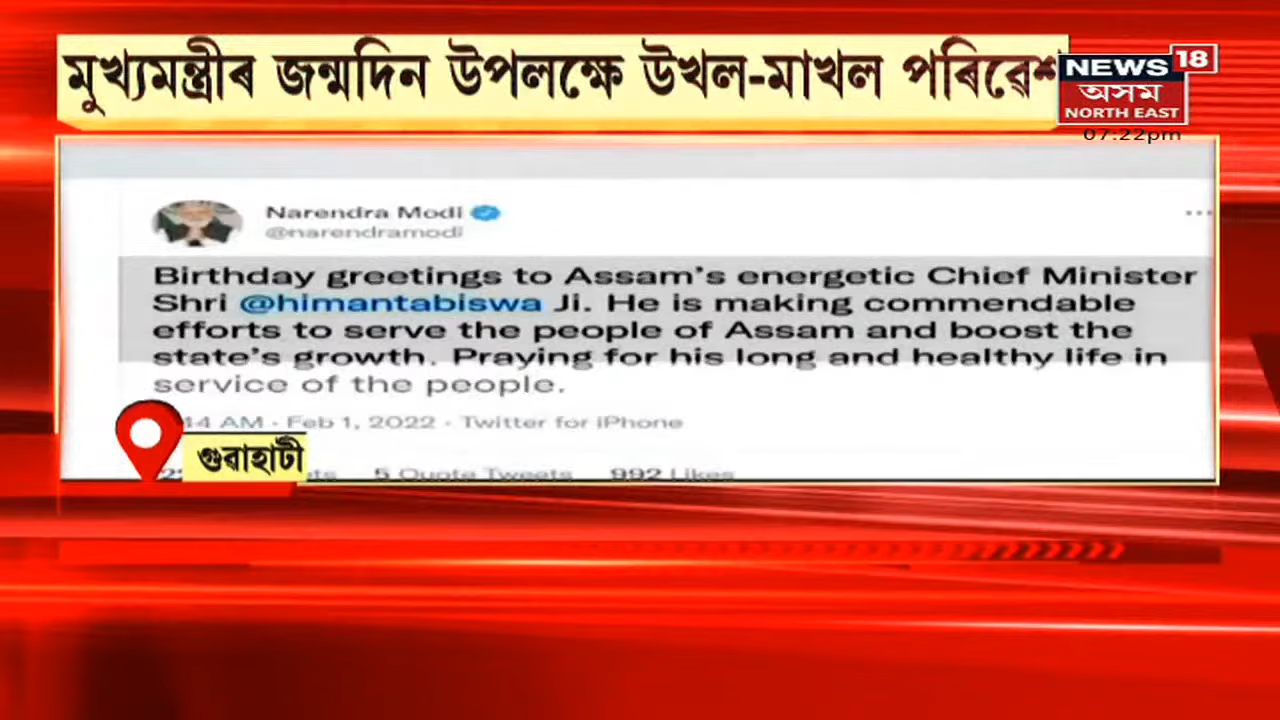 মুখ্যমন্ত্ৰীৰ জন্মদিন উপলক্ষে উখল-মাখল পৰিৱেশ
NEWS 18
অসম
NORTH EAST
07:22pm
Narendra Modi
@narendramodi
Birthday greetings to Assam's energetic Chief Minister
Shri @himantabiswa Ji. He is making commendable
efforts to serve the people of Assam and boost the
state's growth. Praying for his long and healthy life in
service of the people.
44 AM · Feb 1, 2022 · Twitter for iPhone
গুৱাহাটী
5 Quote Tweets 992 Likes